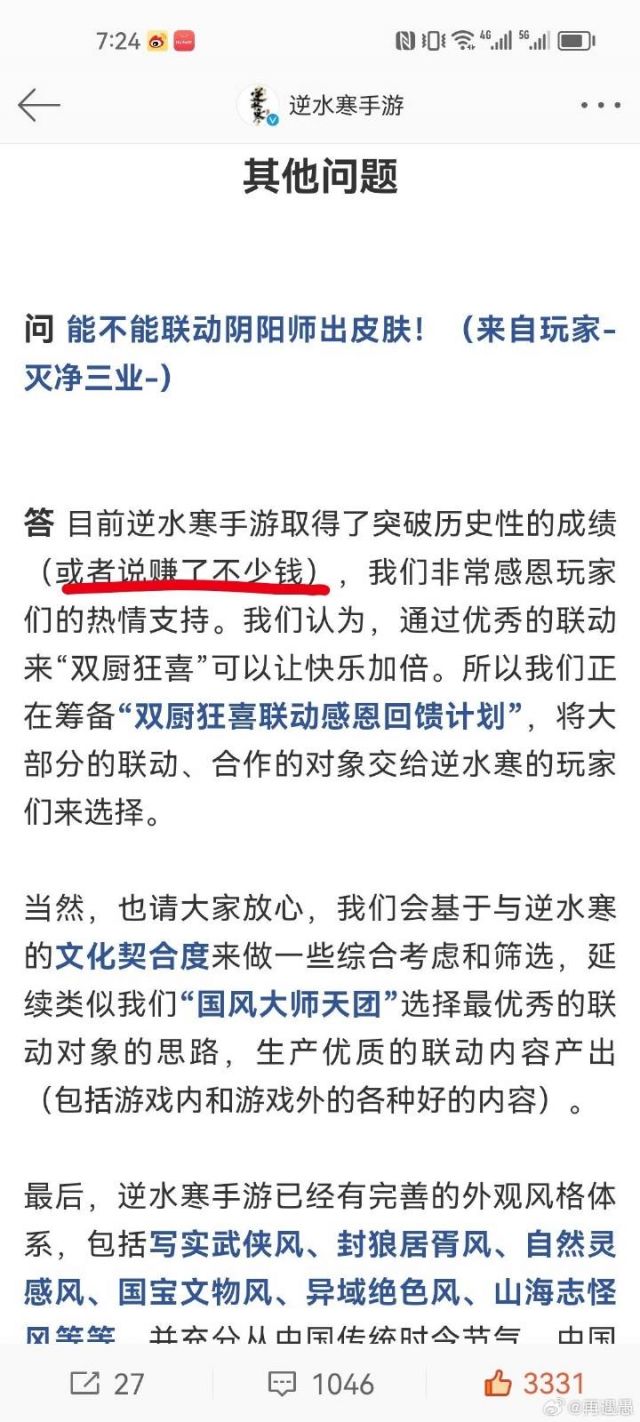 7:24 4G 5G
逆水寒手游
其他问题
问 能不能联动阴阳师出皮肤！（来自玩家-
灭净三业-）
答 目前逆水寒手游取得了突破历史性的成绩
（或者说赚了不少钱），我们非常感恩玩家
们的热情支持。我们认为，通过优秀的联动
来“双厨狂喜”可以让快乐加倍。所以我们正
在筹备“双厨狂喜联动感恩回馈计划”，将大
部分的联动、合作的对象交给逆水寒的玩家
们来选择。
当然，也请大家放心，我们会基于与逆水寒
的文化契合度来做一些综合考虑和筛选，延
续类似我们“国风大师天团”选择最优秀的联
动对象的思路，生产优质的联动内容产出
（包括游戏内和游戏外的各种好的内容）。
最后，逆水寒手游已经有完善的外观风格体
系，包括写实武侠风、封狼居胥风、自然灵
感风、国宝文物风、异域绝色风、山海志怪
风等等，并充分从中国传统时令节气、中国
27 1046 3331
@再遇愚